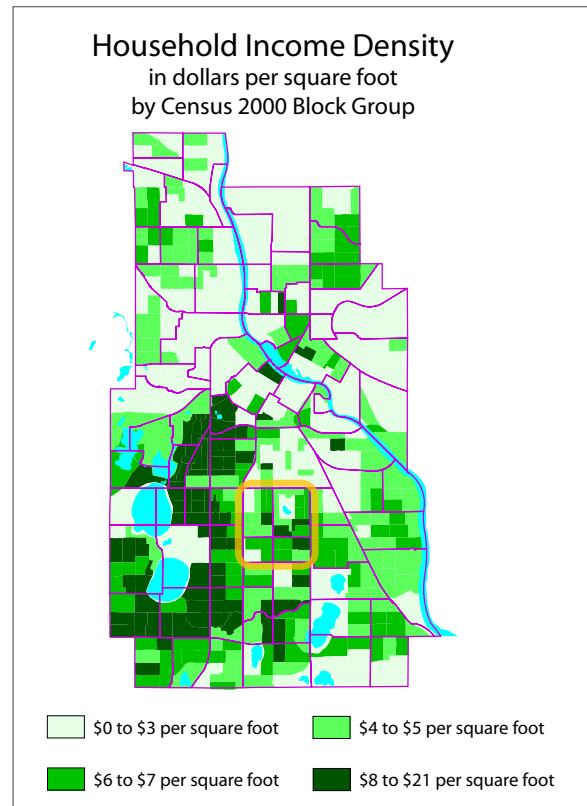 Household Income Density
in dollars per square foot
by Census 2000 Block Group
$0 to $3 per square foot
$4 to $5 per square foot
$6 to $7 per square foot
$8 to $21 per square foot